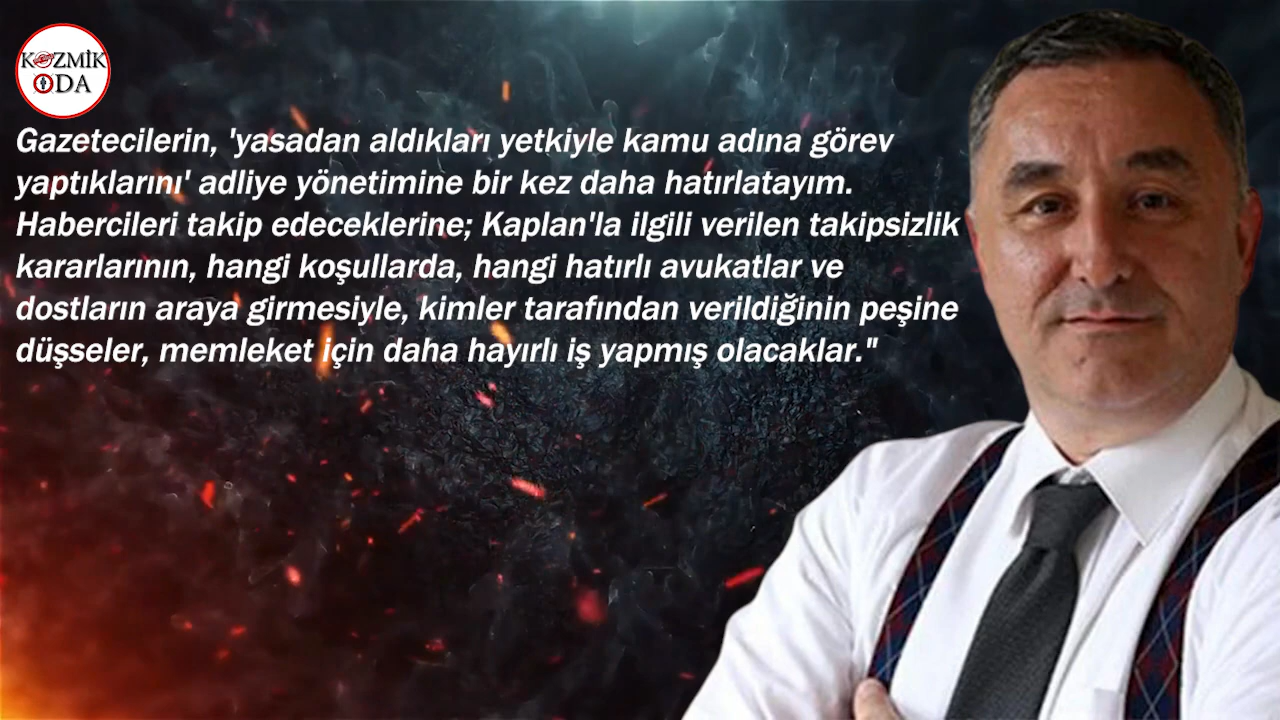 KOZMİK
ODA
Gazetecilerin, 'yasadan aldıkları yetkiyle kamu adına görev
yaptıklarını' adliye yönetimine bir kez daha hatırlatayım.
Habercileri takip edeceklerine; Kaplan'la ilgili verilen takipsizlik
kararlarının, hangi koşullarda, hangi hatırlı avukatlar ve
dostların araya girmesiyle, kimler tarafından verildiğinin peşine
düşseler, memleket için daha hayırlı iş yapmış olacaklar."